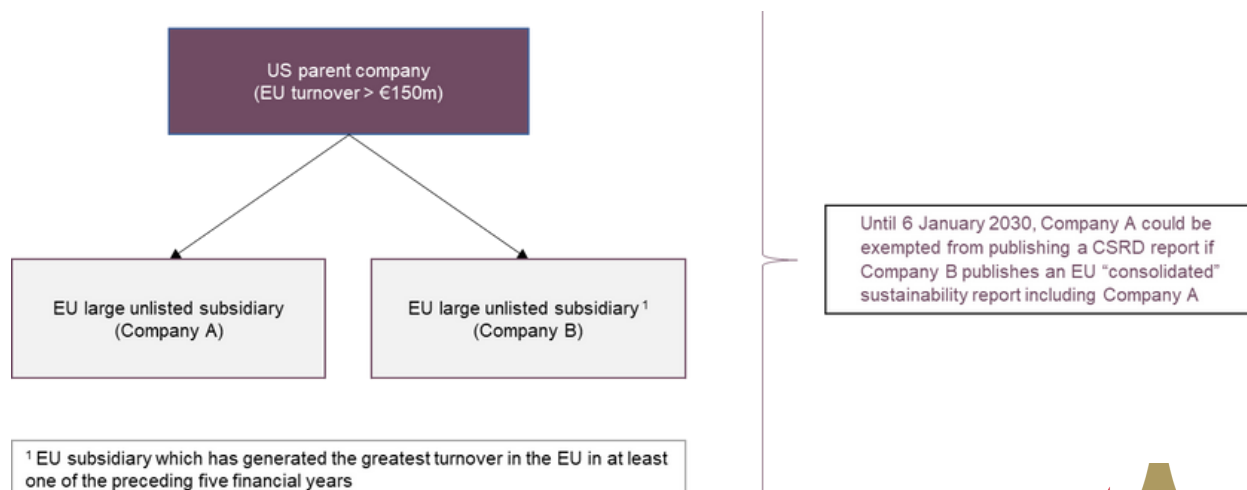 US parent company
(EU turnover > €150m)
EU large unlisted subsidiary
(Company A)
EU large unlisted subsidiary ¹
(Company B)
Until 6 January 2030, Company A could be
exempted from publishing a CSRD report if
Company B publishes an EU “consolidated”
sustainability report including Company A
¹ EU subsidiary which has generated the greatest turnover in the EU in at least
one of the preceding five financial years